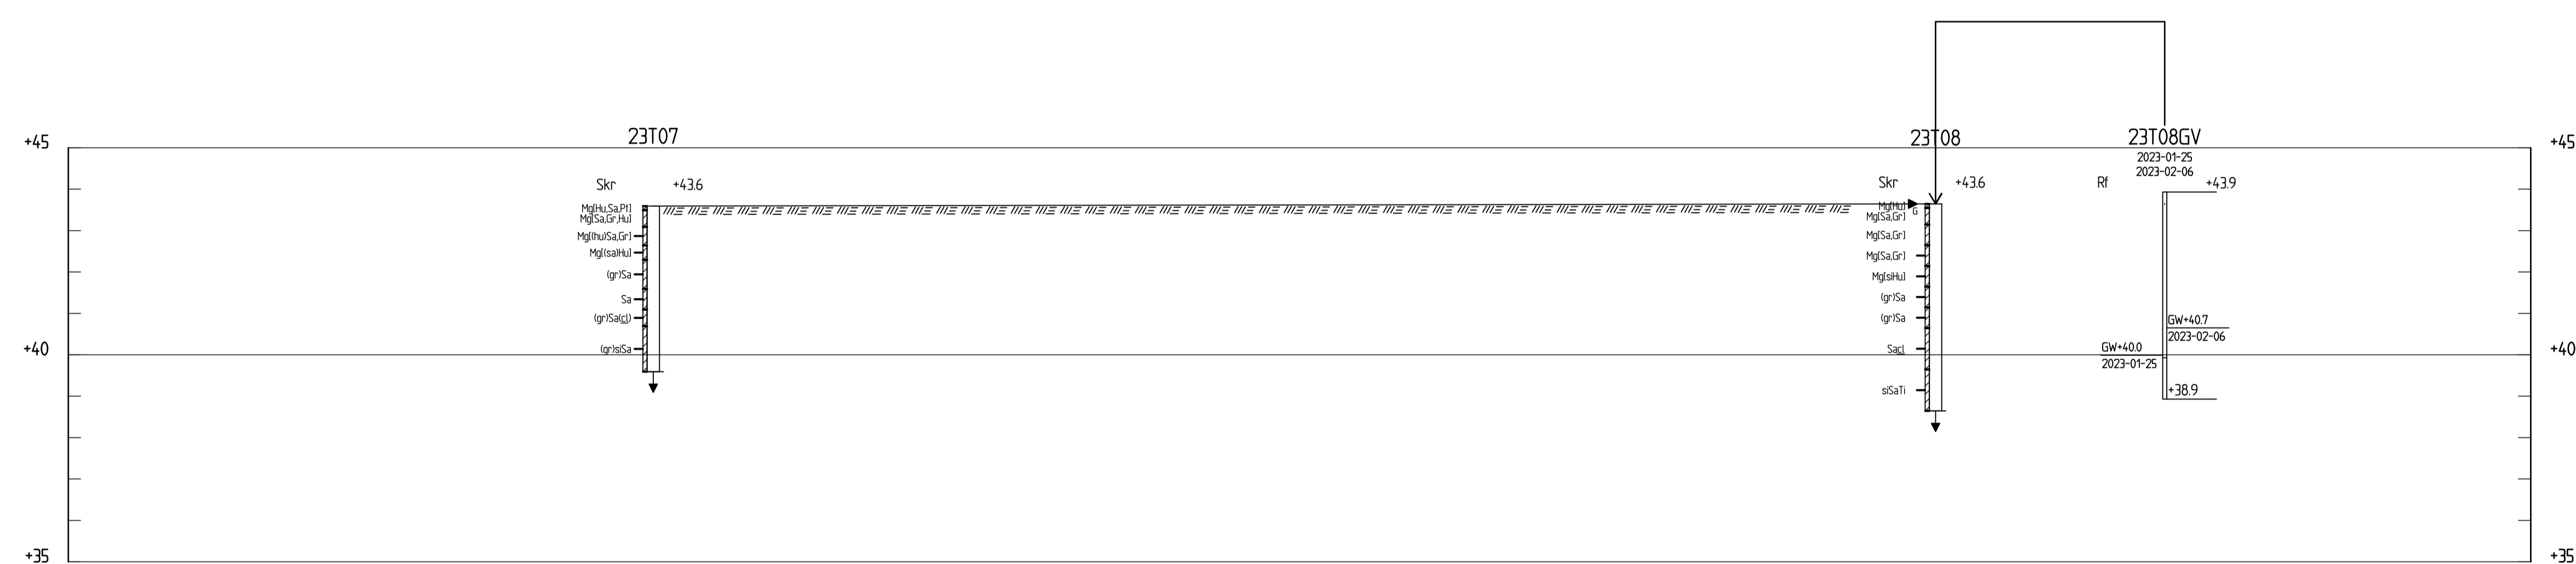 23T07
23T08
23T08GV
+45
+45
2023-01-25
2023-02-06
Skr
+43.6
Skr
+43.6
Rf
+43.9
Mg[Hu,Sa,Pt]
Mg[Sa,Gr,Hu]
Mg[(hu)Sa,Gr]
Mg[(sa)Hu]
(gr)Sa
Sa
(gr)Sa(cl)
(gr)siSa
Mg[Hu]
G
Mg[Sa,Gr]
Mg[Sa,Gr]
Mg[Sa,Gr]
Mg[siHu]
(gr)Sa
(gr)Sa
Sacl
siSaTi
GW+40.7
2023-02-06
GW+40.0
2023-01-25
+38.9
+40
+40
+35
+35